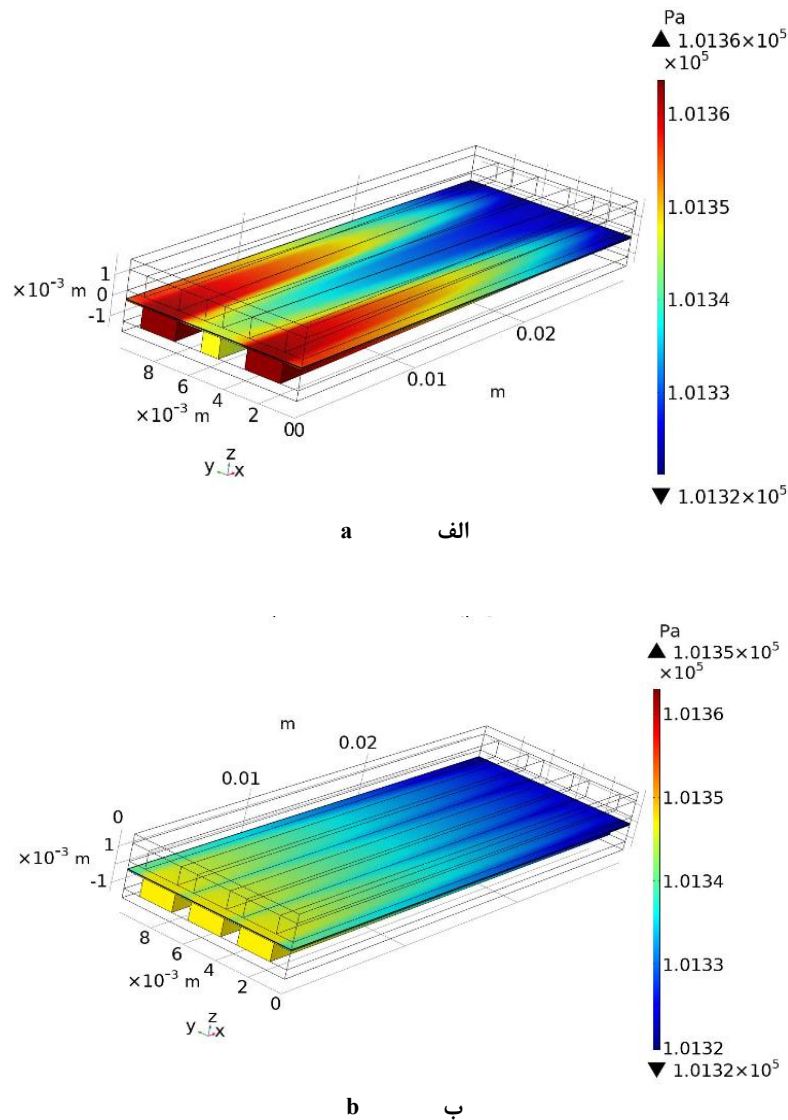 Pa
▲ 1.0136×10⁵
×10⁵
1.0136
1.0135
1.0134
1.0133
▼ 1.0132×10⁵
×10⁻³ m
1
0
-1
8
6
4
2
×10⁻³ m
00
0.01
0.02
m
y z x
a الف
Pa
▲ 1.0135×10⁵
×10⁵
1.0136
1.0135
1.0134
1.0133
1.0132
▼ 1.0132×10⁵
m
0.02
0.01
0
×10⁻³ m
1
-1
8
6
4
2
0
×10⁻³ m
y z x
b ب